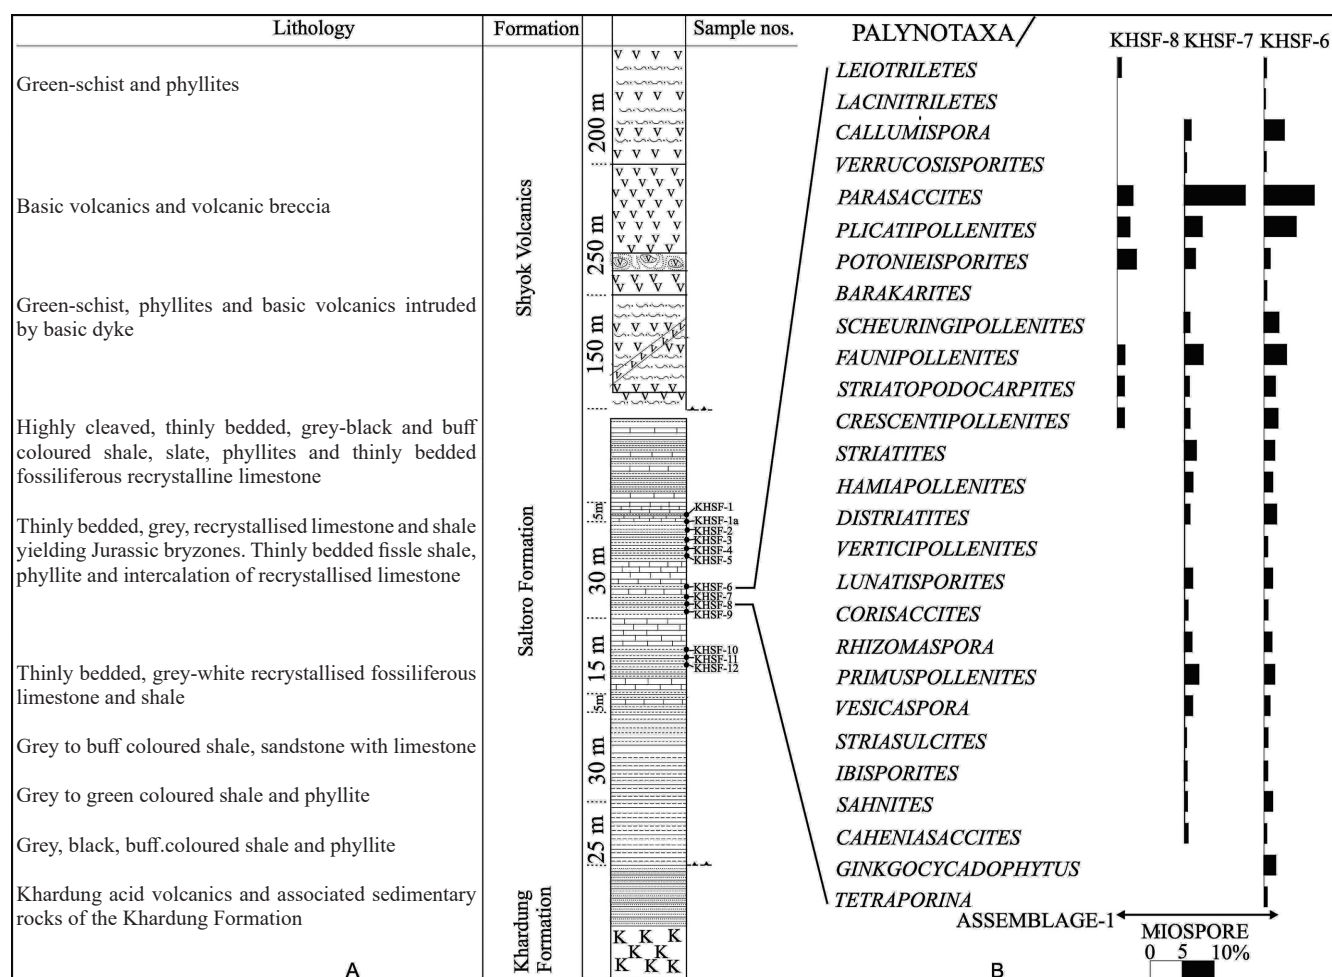 Lithology
Formation
Sample nos.
PALYNOTAXA/
KHSF-8 KHSF-7 KHSF-6
Green-schist and phyllites
Basic volcanics and volcanic breccia
Green-schist, phyllites and basic volcanics intruded
by basic dyke
Highly cleaved, thinly bedded, grey-black and buff
coloured shale, slate, phyllites and thinly bedded
fossiliferous recrystalline limestone
Thinly bedded, grey, recrystallised limestone and shale
yielding Jurassic bryzones. Thinly bedded fissle shale,
phyllite and intercalation of recrystallised limestone
Thinly bedded, grey-white recrystallised fossiliferous
limestone and shale
Grey to buff coloured shale, sandstone with limestone
Grey to green coloured shale and phyllite
Grey, black, buff.coloured shale and phyllite
Khardung acid volcanics and associated sedimentary
rocks of the Khardung Formation
A
Shyok Volcanics
Saltoro Formation
Khardung
Formation
200 m
250 m
150 m
5m
30 m
15 m
5m
30 m
25 m
V V V V
V V V V
V V V V
V V V V
V V V V
V V V V
V V V V
V V V V
V V V V
V V V V
K K K
K K K
K K K
KHSF-1
KHSF-1a
KHSF-2
KHSF-3
KHSF-4
KHSF-5
KHSF-6
KHSF-7
KHSF-8
KHSF-9
KHSF-10
KHSF-11
KHSF-12
LEIOTRILETES
LACINITRILETES
CALLUMISPORA
VERRUCOSISPORITES
PARASACCITES
PLICATIPOLLENITES
POTONIEISPORITES
BARAKARITES
SCHEURINGIPOLLENITES
FAUNIPOLLENITES
STRIATOPODOCARPITES
CRESCENTIPOLLENITES
STRIATITES
HAMIAPOLLENITES
DISTRIATITES
VERTICIPOLLENITES
LUNATISPORITES
CORISACCITES
RHIZOMASPORA
PRIMUSPOLLENITES
VESICASPORA
STRIASULCITES
IBISPORITES
SAHNITES
CAHENIASACCITES
GINKGOCYCADOPHYTUS
TETRAPORINA
ASSEMBLAGE-1
MIOSPORE
0 5 10%
B